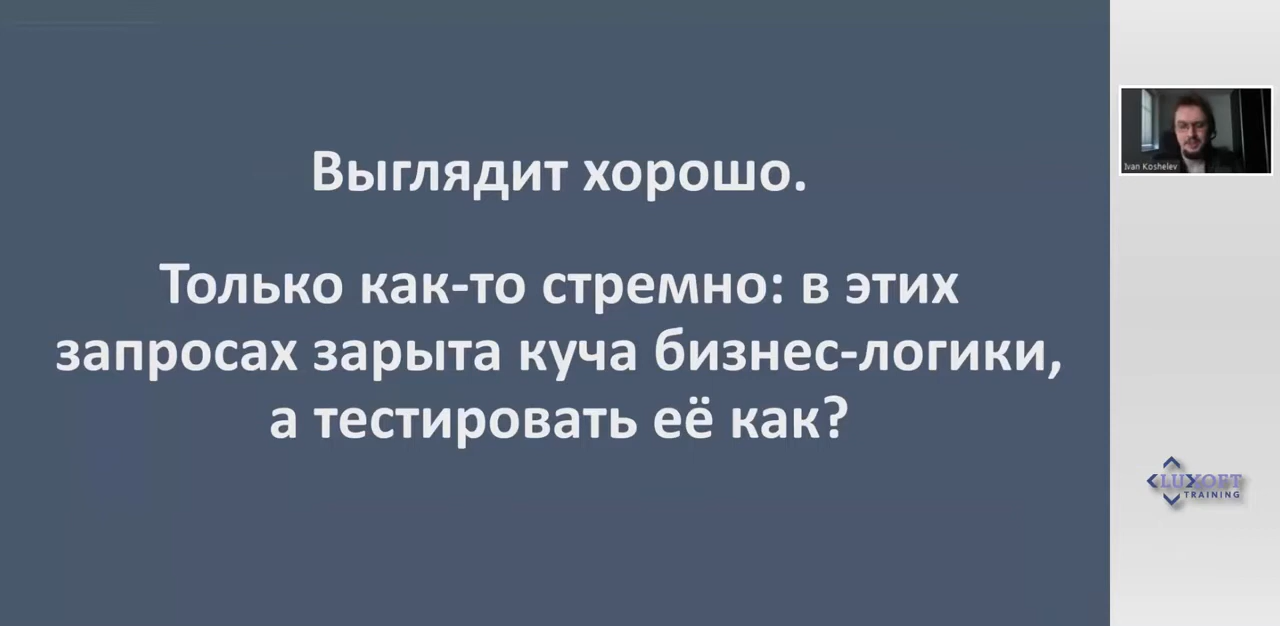 Выглядит хорошо.
Только как-то стремно: в этих
запросах зарыта куча бизнес-логики,
а тестировать её как?
Ivan Koshelev
LUXOFT
TRAINING